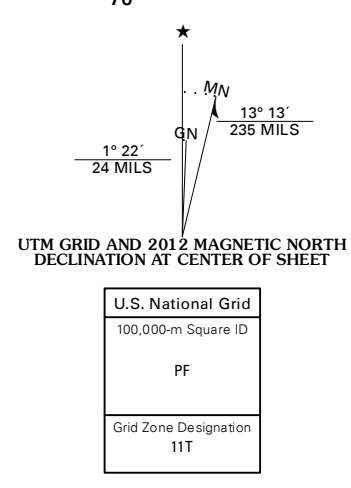 MN
GN
13° 13´
235 MILS
1° 22´
24 MILS
UTM GRID AND 2012 MAGNETIC NORTH
DECLINATION AT CENTER OF SHEET
U.S. National Grid
100,000-m Square ID
PF
Grid Zone Designation
11T